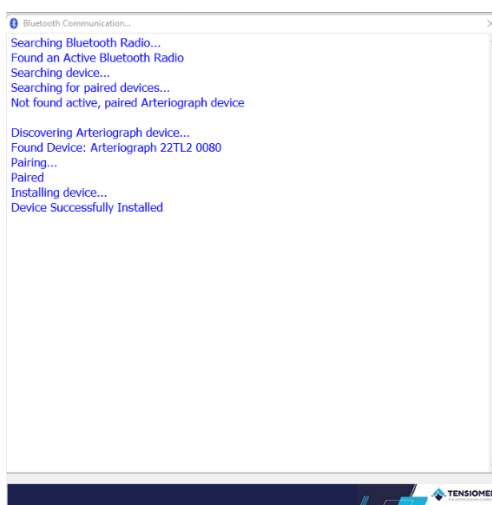 Bluetooth Communication...
Searching Bluetooth Radio...
Found an Active Bluetooth Radio
Searching device...
Searching for paired devices...
Not found active, paired Arteriograph device
Discovering Arteriograph device...
Found Device: Arteriograph 22TL2 0080
Pairing...
Paired
Installing device...
Device Successfully Installed
TENSIOMED